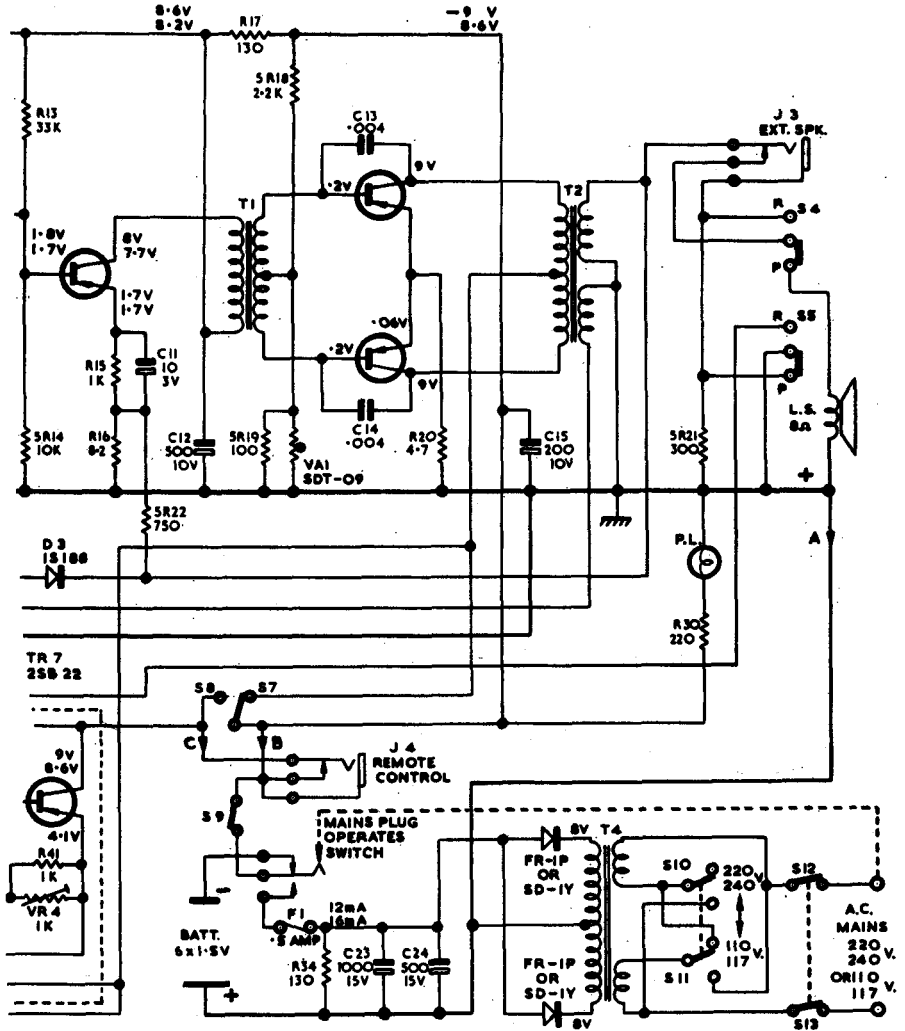 8·6V
8·2V
R17
130
−9 V
8·6V
5R18
2·2K
R13
33K
C13
·004
J 3
EXT. SPK.
9V
·2V
T1
T2
R
S4
1·8V
1·7V
8V
7·7V
P
1·7V
1·7V
·06V
R
S5
·2V
C11
10
3V
R15
1K
9V
P
L.S.
8Ω
5R14
10K
R16
8·2
C12
500
10V
5R19
100
C14
·004
R20
4·7
C15
200
10V
5R21
300
VA1
SDT-09
+
5R22
750
D3
1S188
P.L.
A
R30
220
TR 7
2SB 22
S8
S7
C
B
J 4
REMOTE
CONTROL
9V
8·6V
S9
MAINS PLUG
OPERATES
SWITCH
4·1V
8V
T4
R41
1K
FR-1P
OR
SD-1Y
S10
220
240 V.
S12
VR4
1K
−
F1
·5 AMP
12mA
16mA
A.C.
MAINS
220
240 V.
OR 110
117 V.
BATT.
6 x 1·5V
R34
130
C23
1000
15V
C24
500
15V
FR-1P
OR
SD-1Y
110
117 V.
S11
+
8V
S13